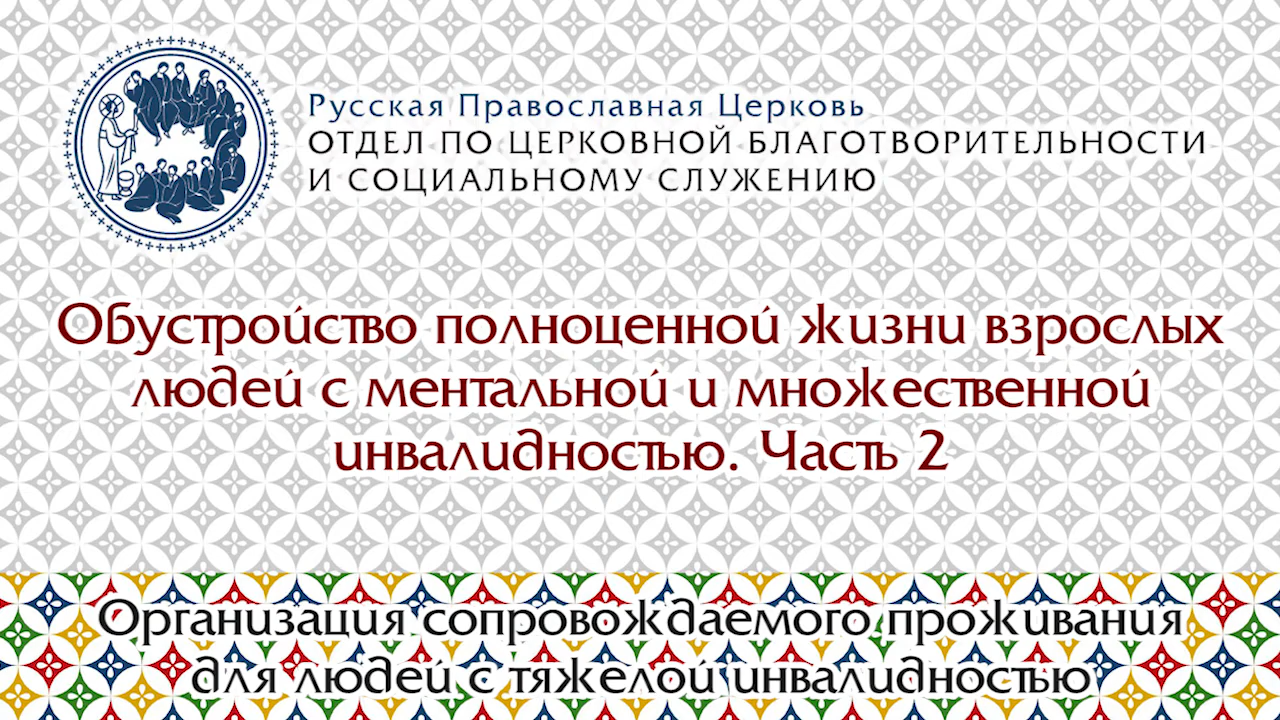 Русская Православная Церковь
ОТДЕЛ ПО ЦЕРКОВНОЙ БЛАГОТВОРИТЕЛЬНОСТИ
И СОЦИАЛЬНОМУ СЛУЖЕНИЮ
Обустройство полноценной жизни взрослых
людей с ментальной и множественной
инвалидностью. Часть 2
Организация сопровождаемого проживания
для людей с тяжелой инвалидностью